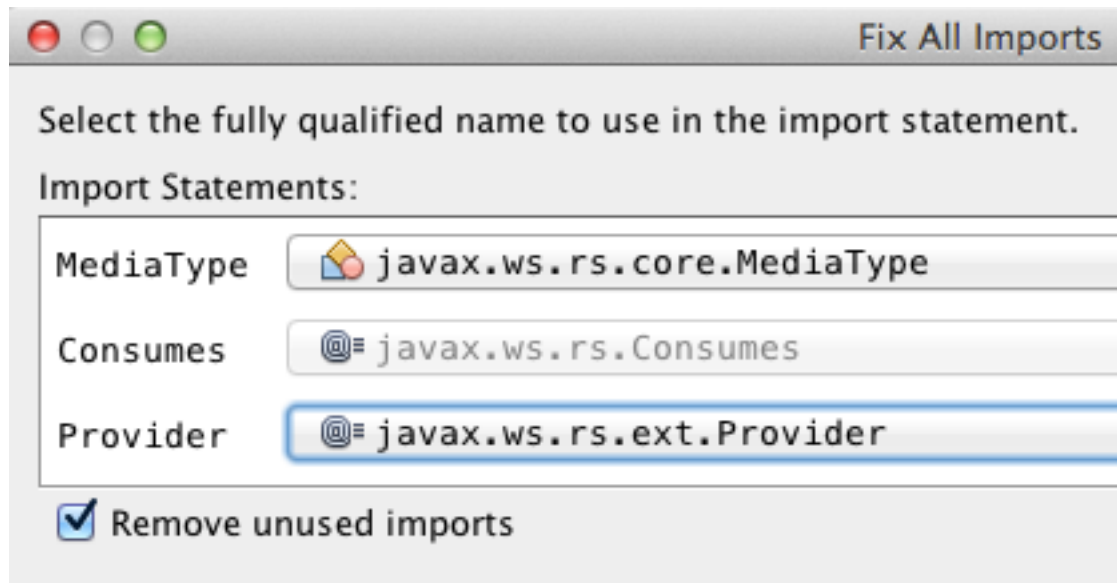 Fix All Imports
Select the fully qualified name to use in the import statement.
Import Statements:
MediaType javax.ws.rs.core.MediaType
Consumes javax.ws.rs.Consumes
Provider javax.ws.rs.ext.Provider
Remove unused imports